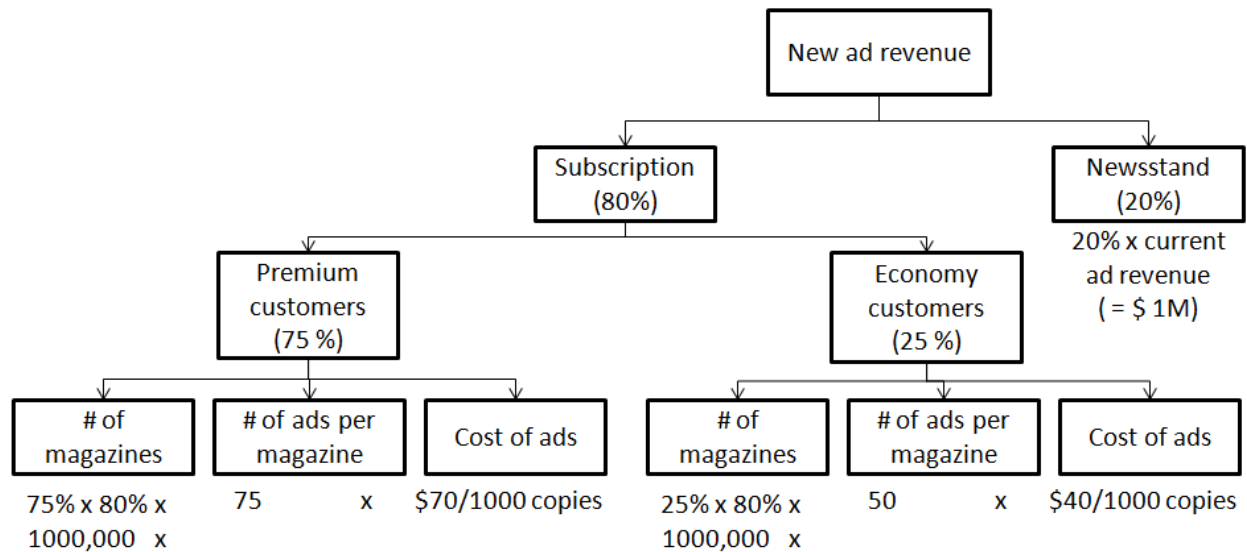 New ad revenue
Subscription
(80%)
Newsstand
(20%)
20% x current
ad revenue
( = $ 1M)
Premium
customers
(75 %)
Economy
customers
(25 %)
# of
magazines
# of ads per
magazine
Cost of ads
# of
magazines
# of ads per
magazine
Cost of ads
75% x 80% x
1000,000 x
75 x
$70/1000 copies
25% x 80% x
1000,000 x
50 x
$40/1000 copies